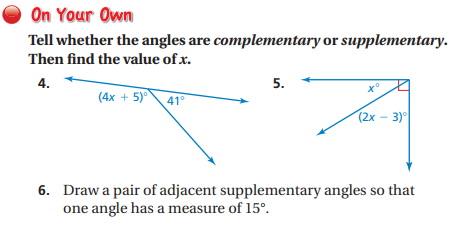 On Your Own
Tell whether the angles are complementary or supplementary.
Then find the value of x.
4.
(4x + 5)° 41°
5.
x°
(2x − 3)°
6. Draw a pair of adjacent supplementary angles so that
one angle has a measure of 15°.